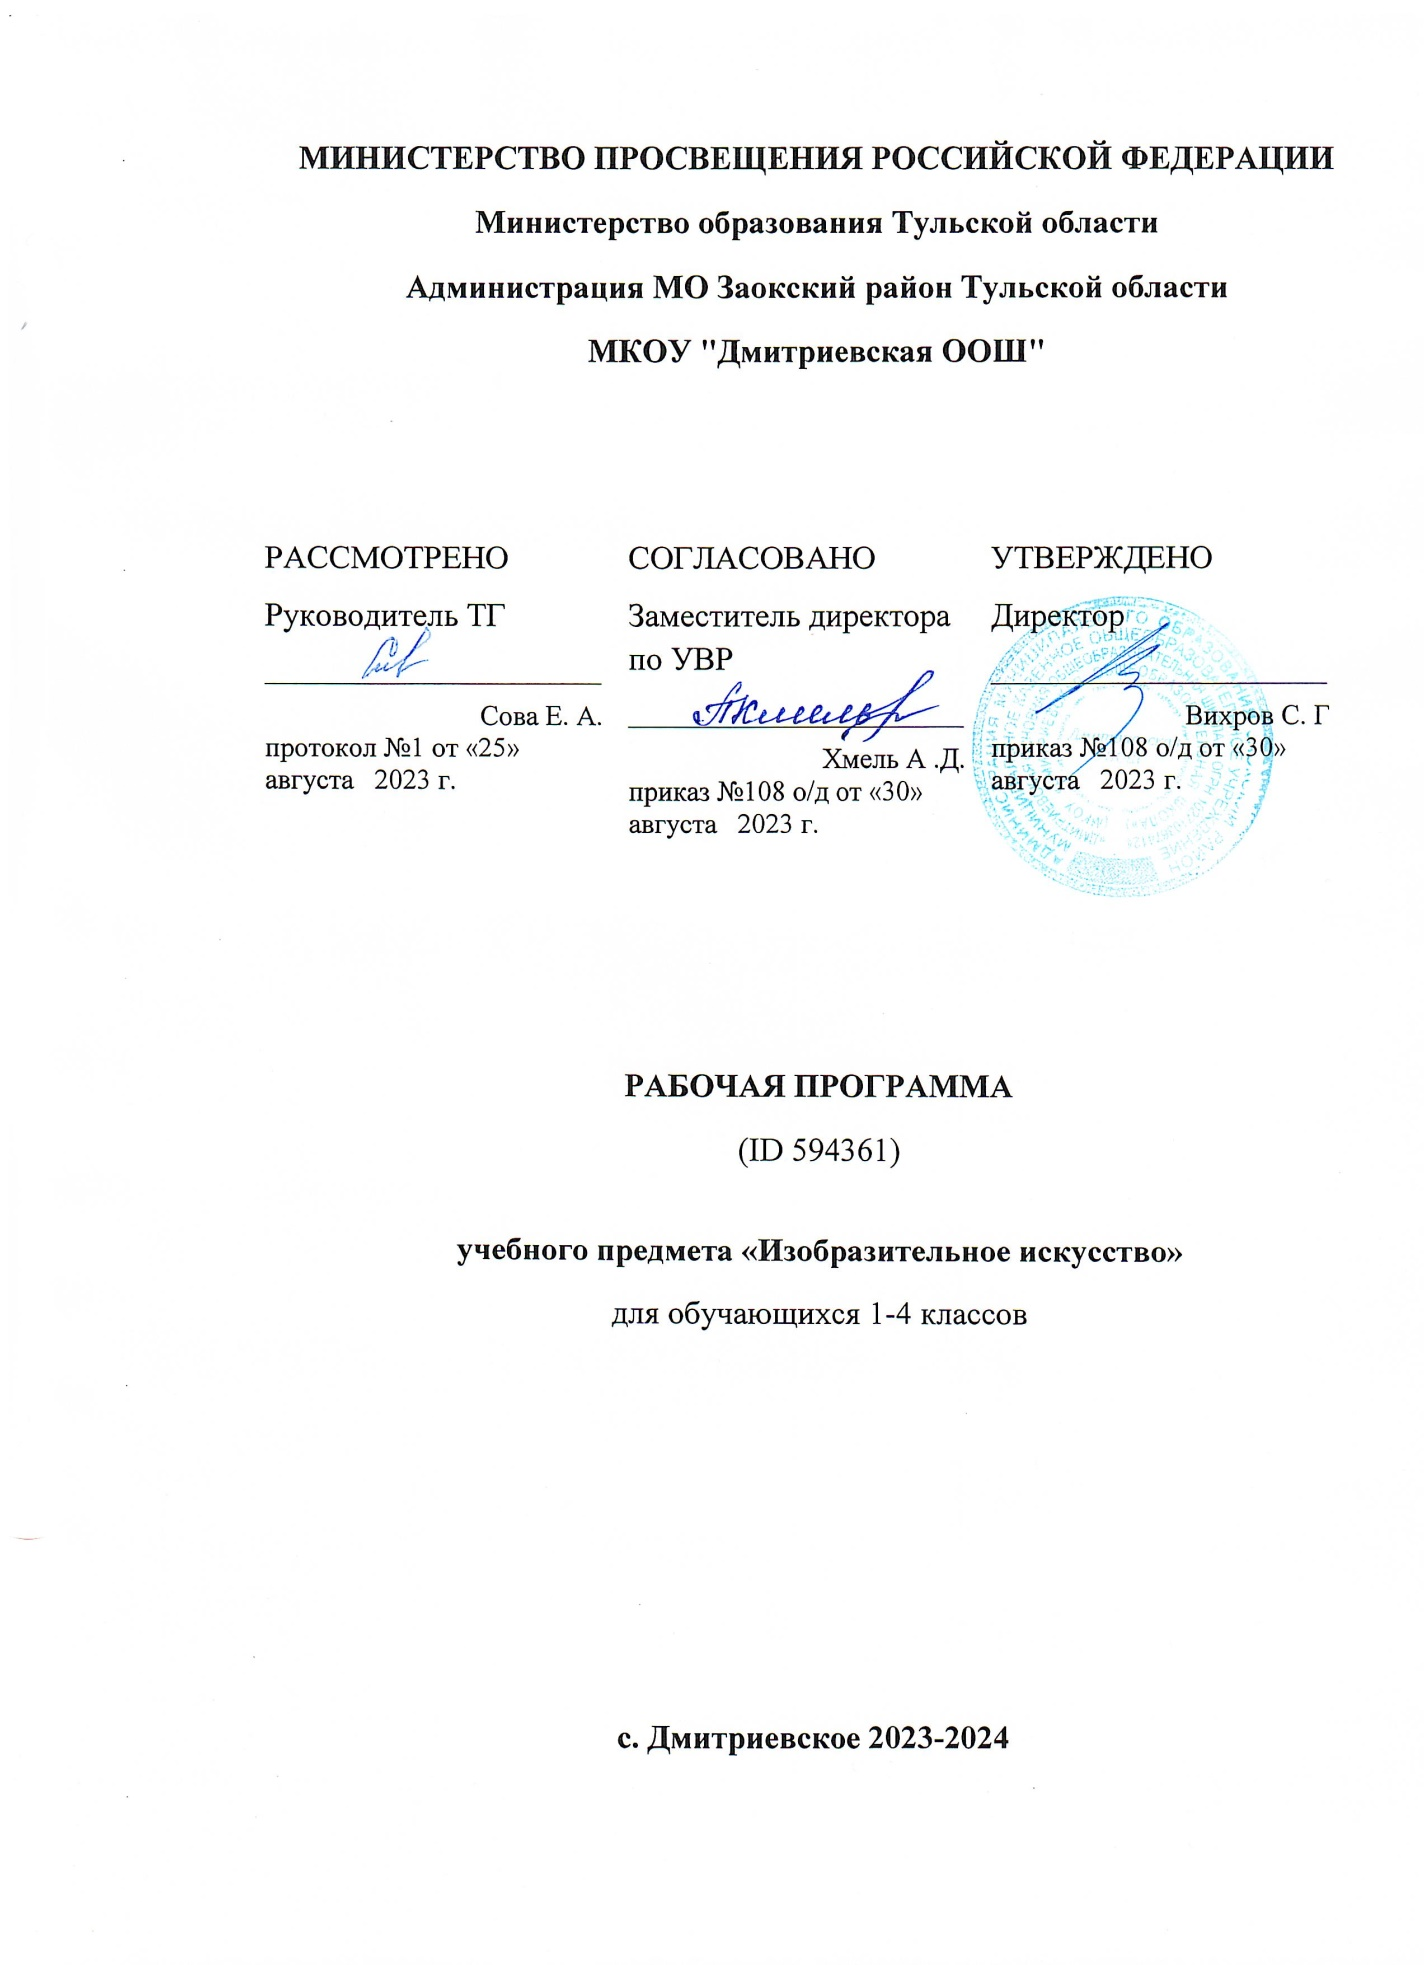 МИНИСТЕРСТВО ПРОСВЕЩЕНИЯ РОССИЙСКОЙ ФЕДЕРАЦИИ
Министерство образования Тульской области
Администрация МО Заокский район Тульской области
МКОУ "Дмитриевская ООШ"
РАССМОТРЕНО
Руководитель ТГ
Сова Е. А.
протокол №1 от «25»
августа 2023 г.
СОГЛАСОВАНО
Заместитель директора
по УВР
Хмель А .Д.
приказ №108 о/д от «30»
августа 2023 г.
УТВЕРЖДЕНО
Директор
Вихров С. Г
приказ №108 о/д от «30»
августа 2023 г.
РАБОЧАЯ ПРОГРАММА
(ID 594361)
учебного предмета «Изобразительное искусство»
для обучающихся 1-4 классов
с. Дмитриевское 2023-2024